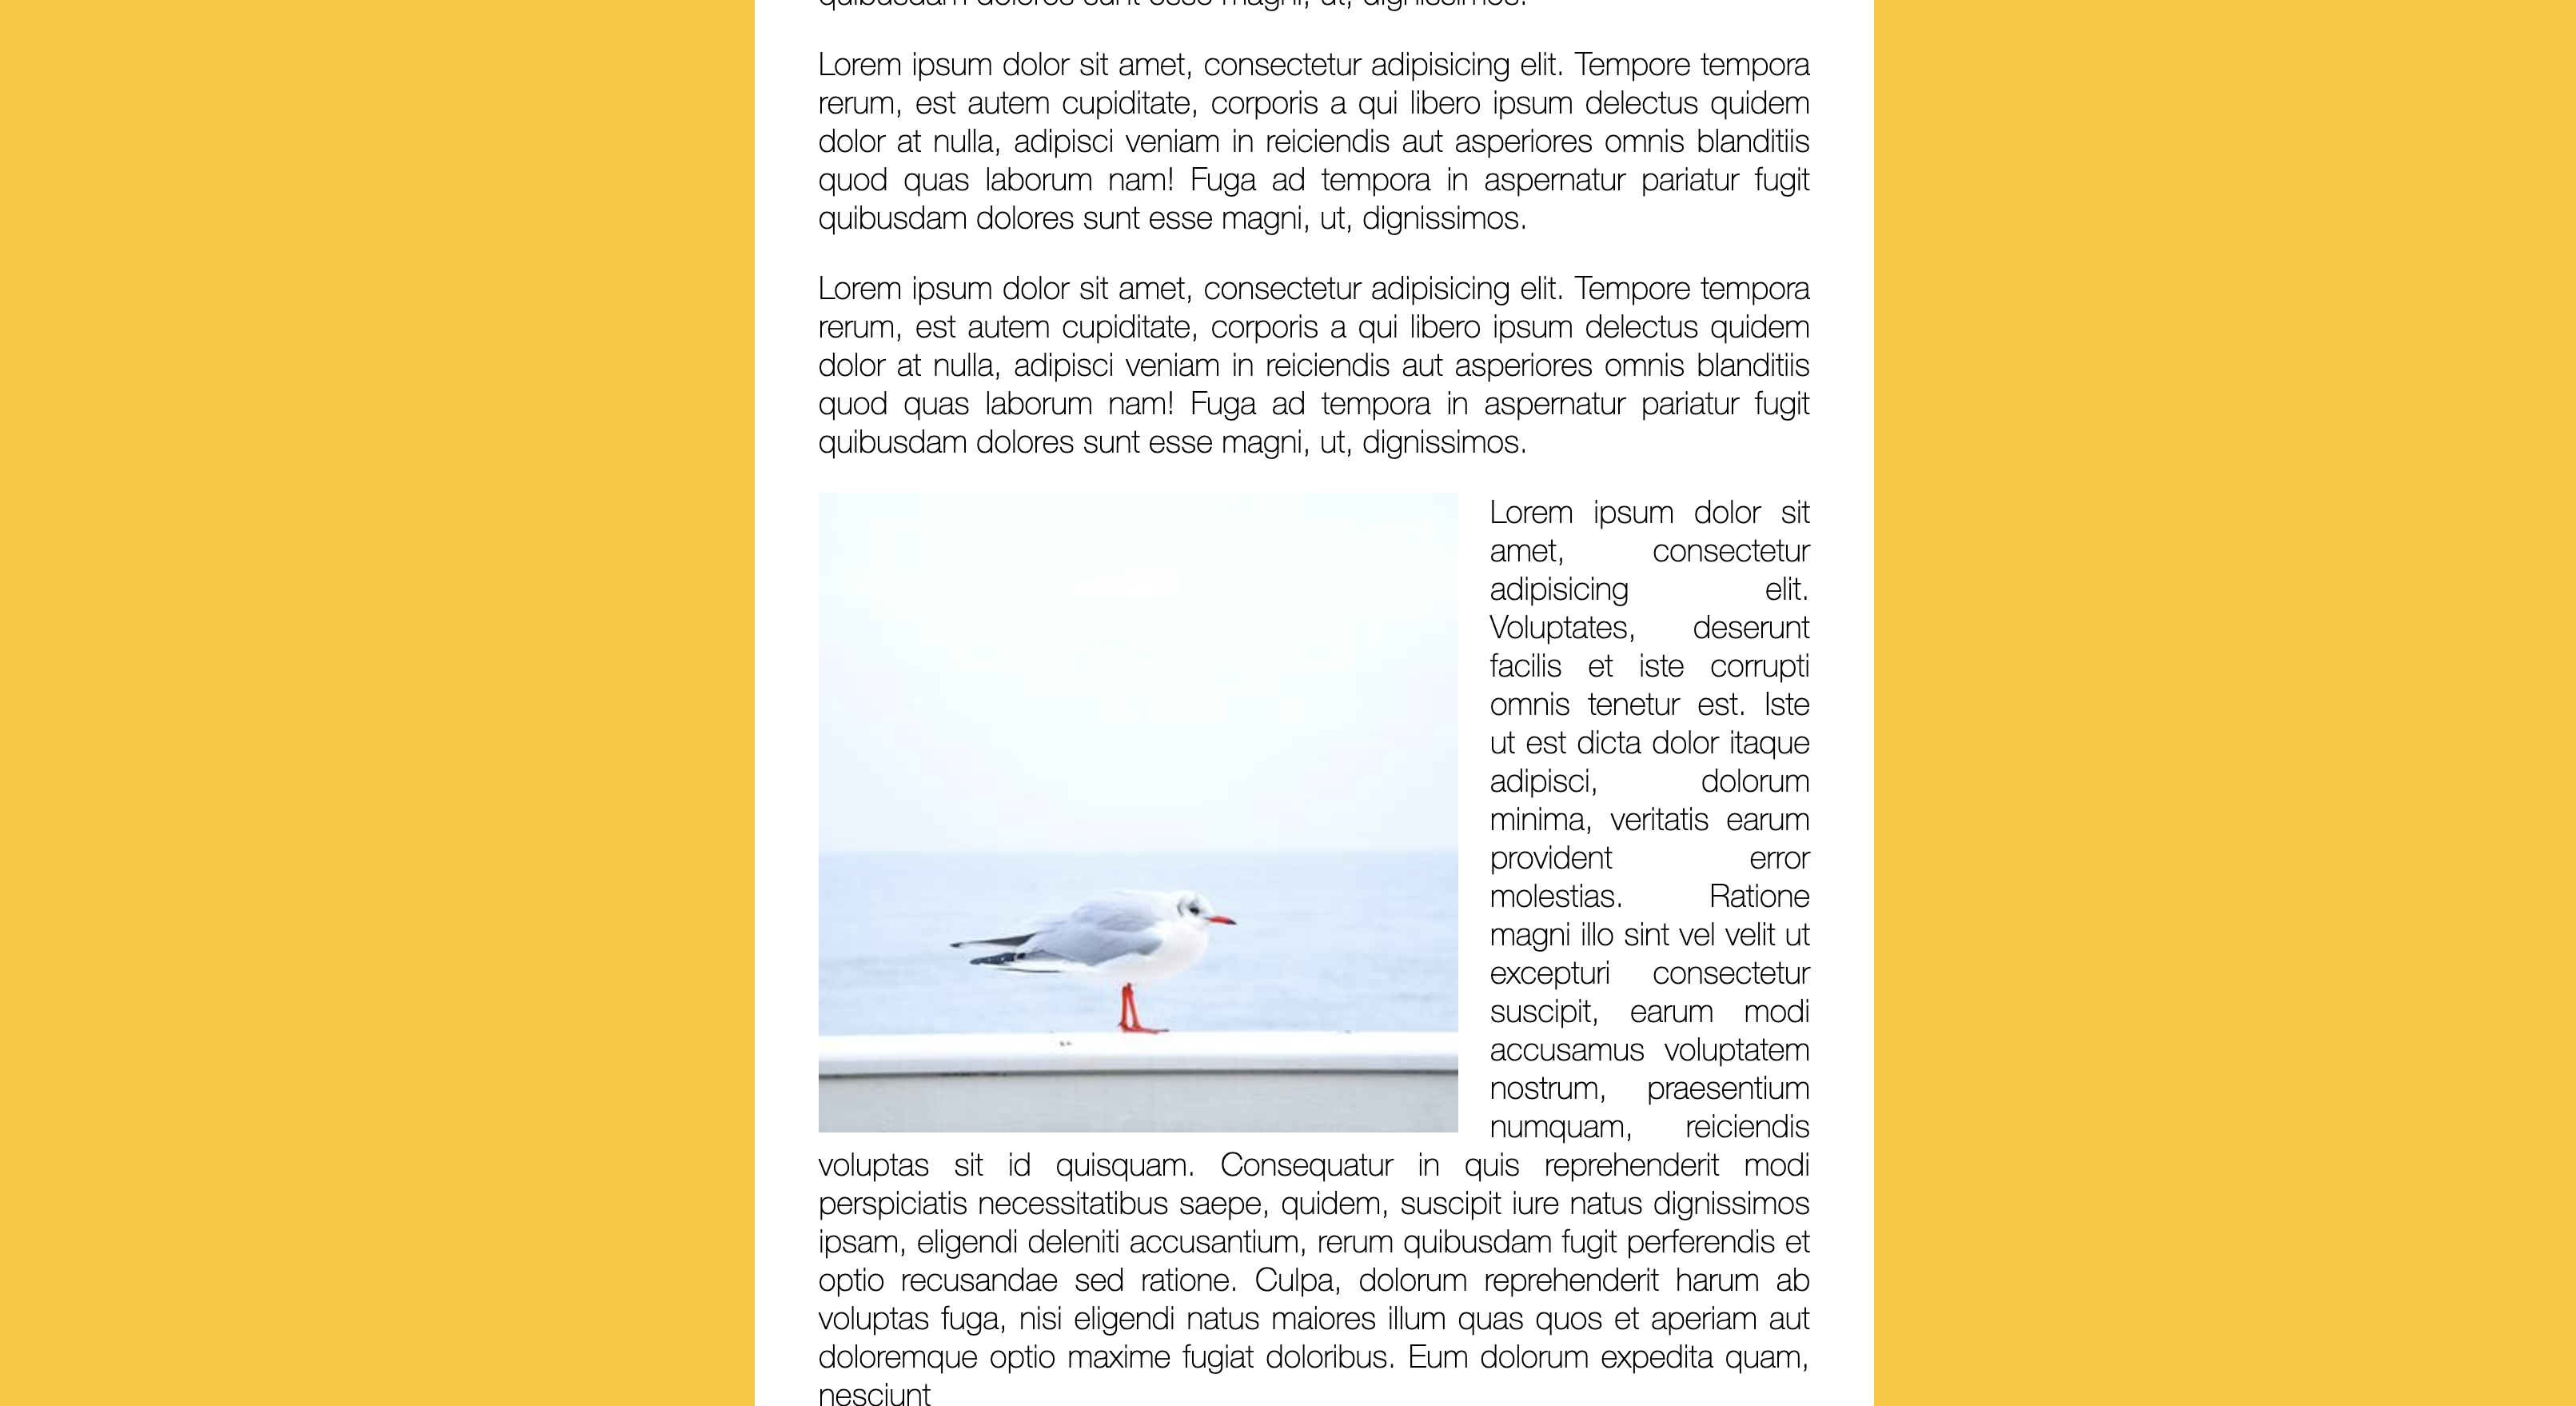 quibusdam dolores sunt esse magni, ut, dignissimos.
Lorem ipsum dolor sit amet, consectetur adipisicing elit. Tempore tempora
rerum, est autem cupiditate, corporis a qui libero ipsum delectus quidem
dolor at nulla, adipisci veniam in reiciendis aut asperiores omnis blanditiis
quod quas laborum nam! Fuga ad tempora in aspernatur pariatur fugit
quibusdam dolores sunt esse magni, ut, dignissimos.
Lorem ipsum dolor sit amet, consectetur adipisicing elit. Tempore tempora
rerum, est autem cupiditate, corporis a qui libero ipsum delectus quidem
dolor at nulla, adipisci veniam in reiciendis aut asperiores omnis blanditiis
quod quas laborum nam! Fuga ad tempora in aspernatur pariatur fugit
quibusdam dolores sunt esse magni, ut, dignissimos.
Lorem ipsum dolor sit
amet, consectetur
adipisicing elit.
Voluptates, deserunt
facilis et iste corrupti
omnis tenetur est. Iste
ut est dicta dolor itaque
adipisci, dolorum
minima, veritatis earum
provident error
molestias. Ratione
magni illo sint vel velit ut
excepturi consectetur
suscipit, earum modi
accusamus voluptatem
nostrum, praesentium
numquam, reiciendis
voluptas sit id quisquam. Consequatur in quis reprehenderit modi
perspiciatis necessitatibus saepe, quidem, suscipit iure natus dignissimos
ipsam, eligendi deleniti accusantium, rerum quibusdam fugit perferendis et
optio recusandae sed ratione. Culpa, dolorum reprehenderit harum ab
voluptas fuga, nisi eligendi natus maiores illum quas quos et aperiam aut
doloremque optio maxime fugiat doloribus. Eum dolorum expedita quam,
nesciunt